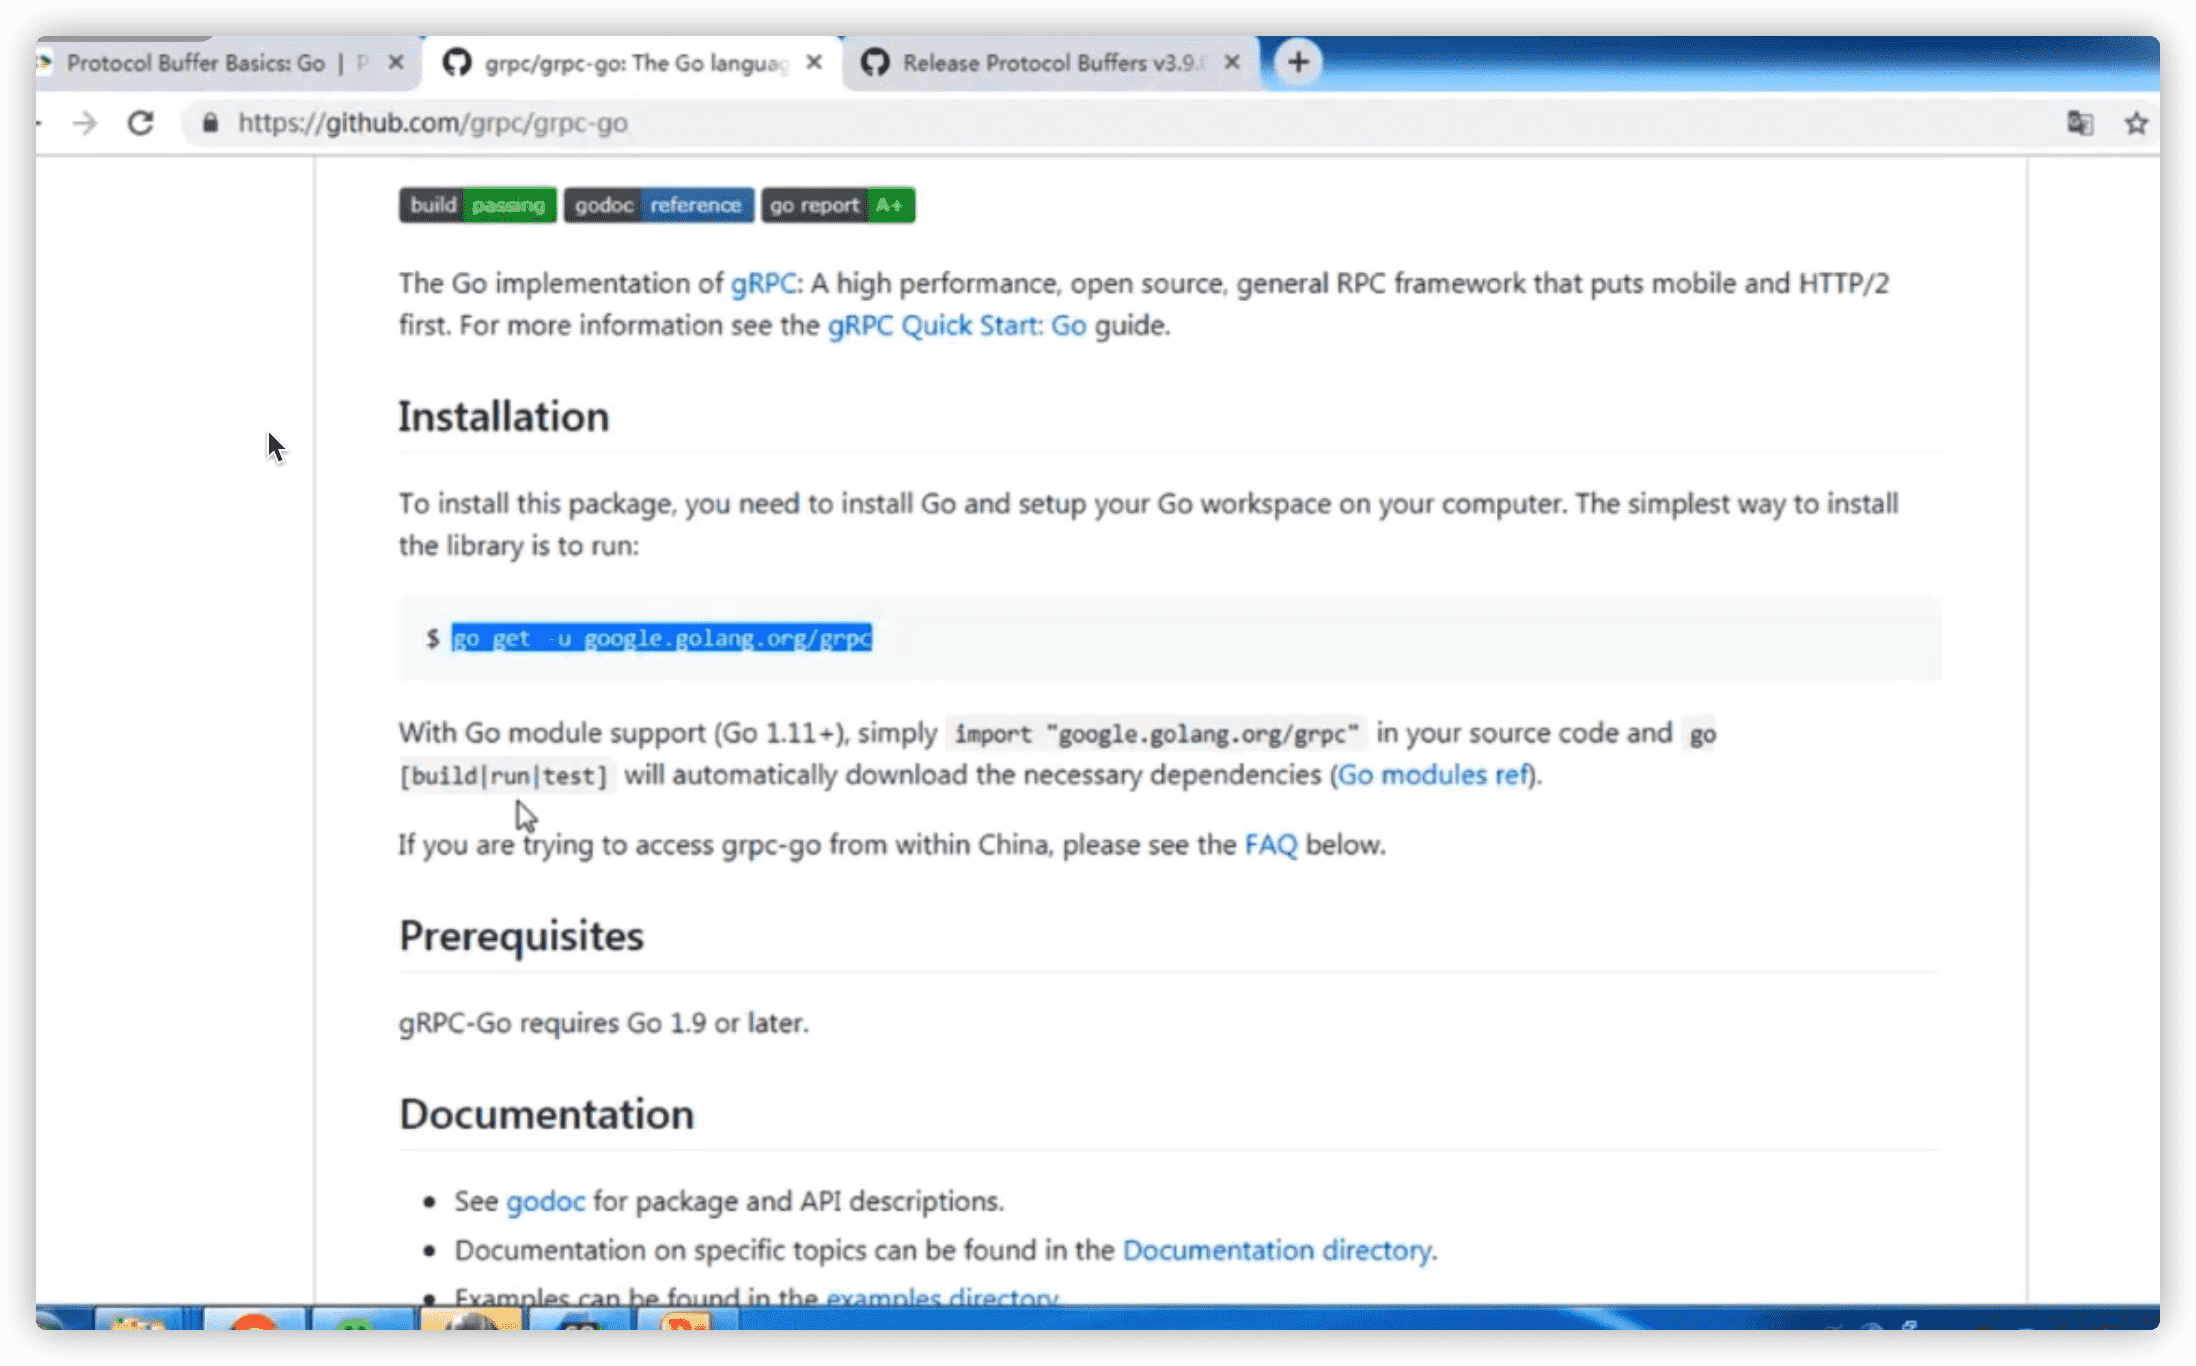 Protocol Buffer Basics: Go | P
grpc/grpc-go: The Go languag
Release Protocol Buffers v3.9.
https://github.com/grpc/grpc-go
build passing godoc reference go report A+
The Go implementation of gRPC: A high performance, open source, general RPC framework that puts mobile and HTTP/2
first. For more information see the gRPC Quick Start: Go guide.
Installation
To install this package, you need to install Go and setup your Go workspace on your computer. The simplest way to install
the library is to run:
$ go get -u google.golang.org/grpc
With Go module support (Go 1.11+), simply import "google.golang.org/grpc" in your source code and go
[build|run|test] will automatically download the necessary dependencies (Go modules ref).
If you are trying to access grpc-go from within China, please see the FAQ below.
Prerequisites
gRPC-Go requires Go 1.9 or later.
Documentation
• See godoc for package and API descriptions.
• Documentation on specific topics can be found in the Documentation directory.
• Examples can be found in the examples directory